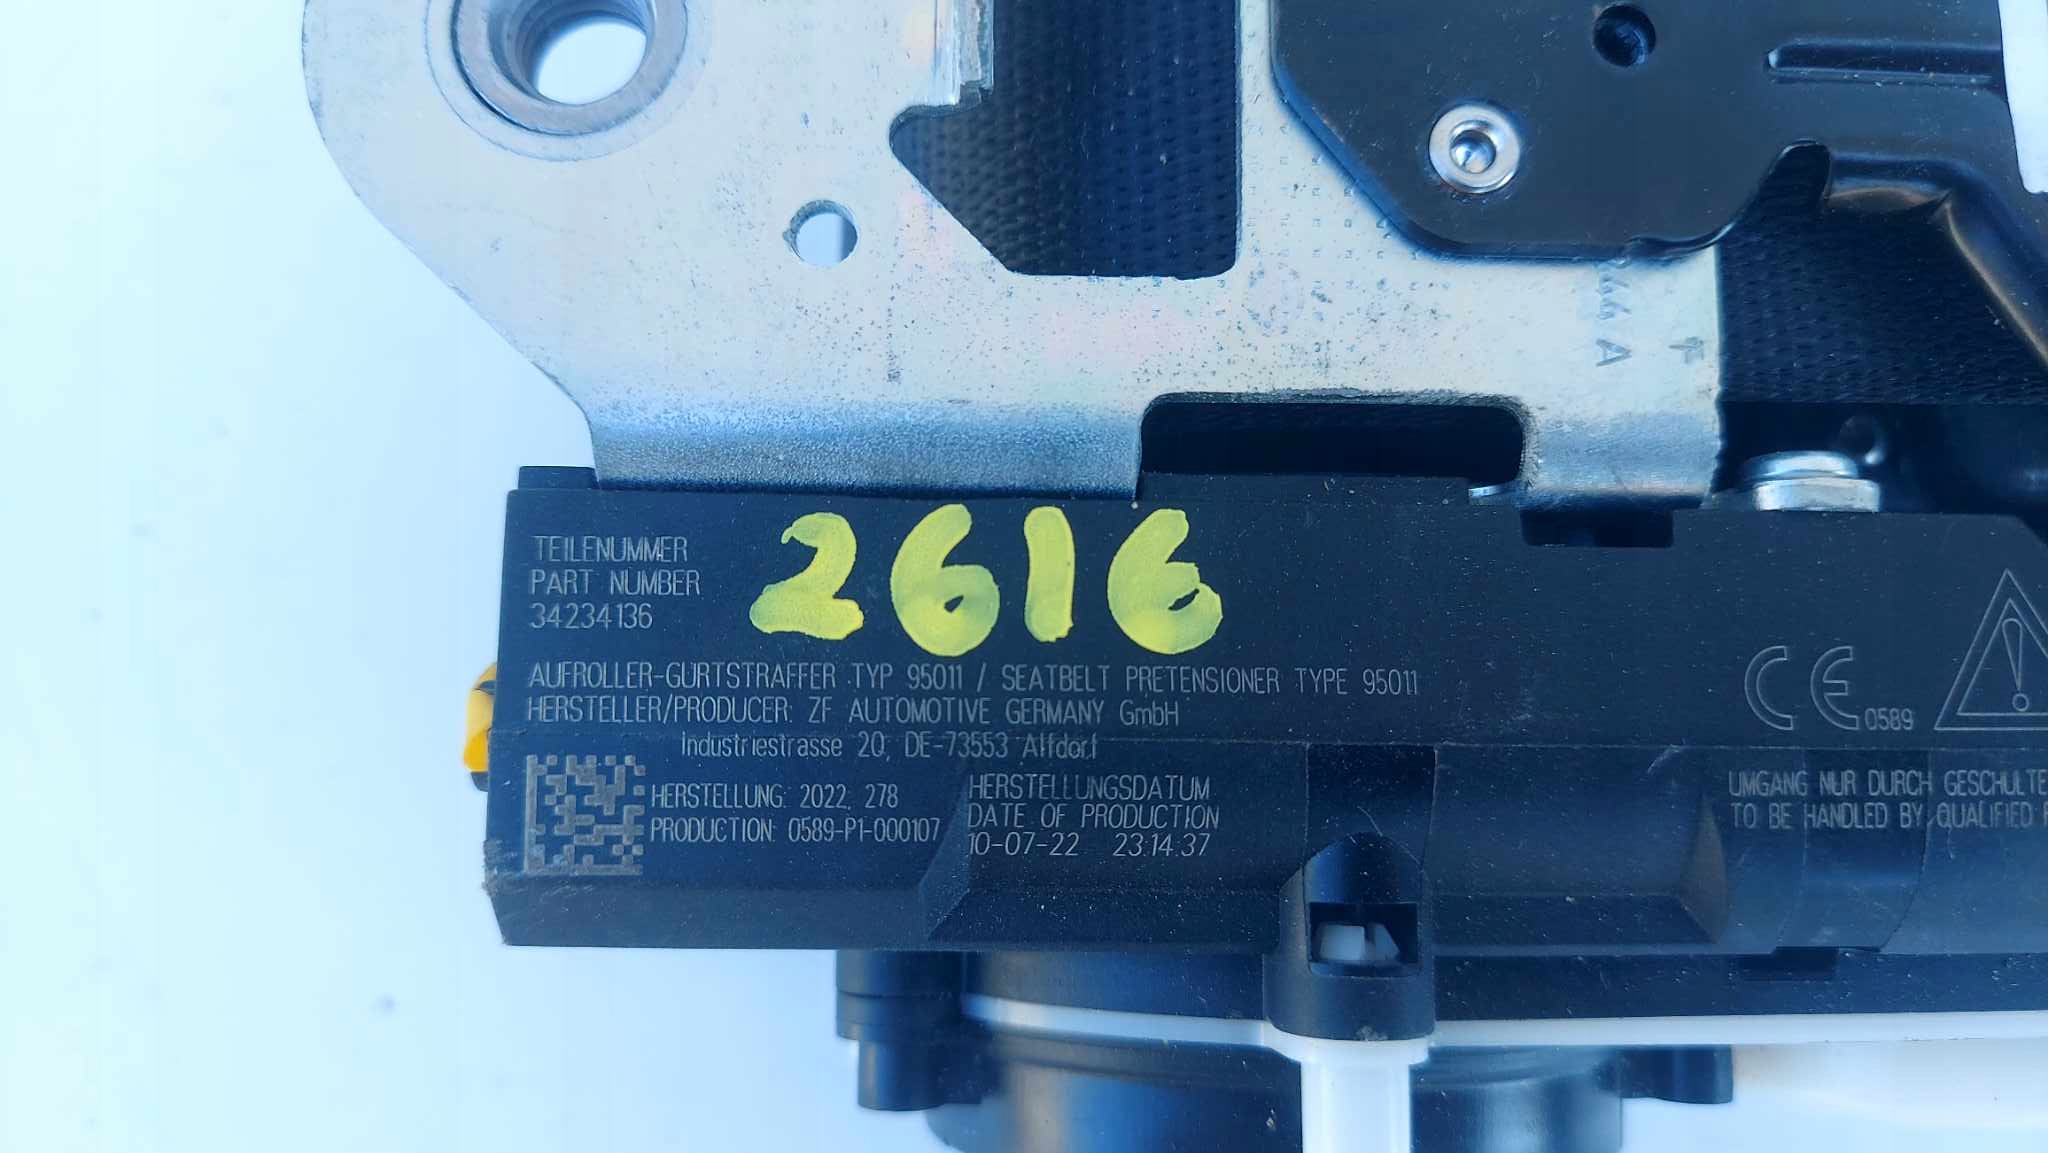 44 A
F
2616
TEILENUMMER
PART NUMBER
34234136
AUFROLLER-GURTSTRAFFER TYP 95011 / SEATBELT PRETENSIONER TYPE 95011
HERSTELLER/PRODUCER: ZF AUTOMOTIVE GERMANY GmbH
Industriestrasse 20, DE-73553 Alfdorf
CE 0589
HERSTELLUNG: 2022, 278
PRODUCTION: 0589-P1-000107
HERSTELLUNGSDATUM
DATE OF PRODUCTION
10-07-22 23:14:37
UMGANG NUR DURCH GESCHULTE
TO BE HANDLED BY QUALIFIED